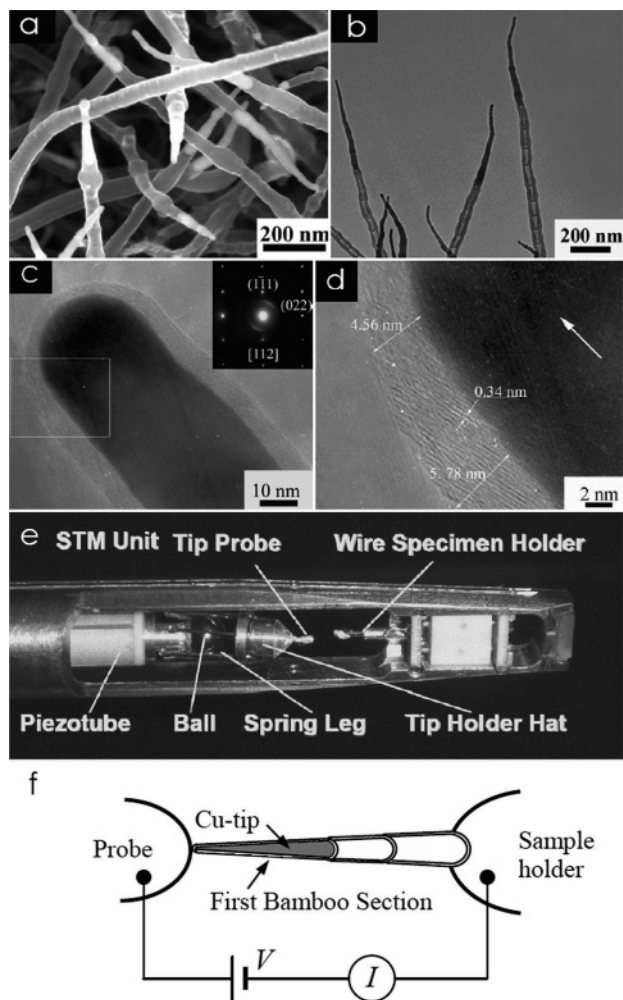 a
200 nm
b
200 nm
c
(1̄11)
(022)
[112]
10 nm
d
4.56 nm
0.34 nm
5. 78 nm
2 nm
e
STM Unit Tip Probe Wire Specimen Holder
Piezotube Ball Spring Leg Tip Holder Hat
f
Cu-tip
Probe
Sample
holder
First Bamboo Section
V
I